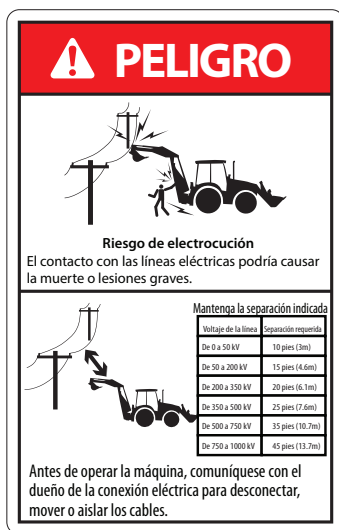 PELIGRO
Riesgo de electrocución
El contacto con las líneas eléctricas podría causar
la muerte o lesiones graves.
Mantenga la separación indicada
Voltaje de la línea Separación requerida
De 0 a 50 kV 10 pies (3m)
De 50 a 200 kV 15 pies (4.6m)
De 200 a 350 kV 20 pies (6.1m)
De 350 a 500 kV 25 pies (7.6m)
De 500 a 750 kV 35 pies (10.7m)
De 750 a 1000 kV 45 pies (13.7m)
Antes de operar la máquina, comuníquese con el
dueño de la conexión eléctrica para desconectar,
mover o aislar los cables.